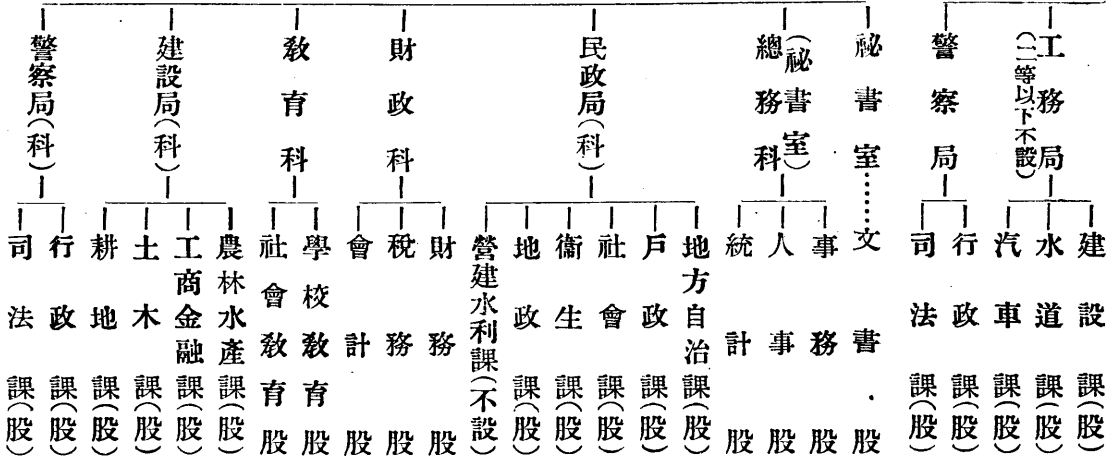 工務局
(二等以下不設)
建設課(股)
水道課(股)
汽車課(股)
警察局
行政課(股)
司法課(股)
秘書室……文書.股
(秘書室)
總務科
事務股
人事股
統計股
民政局(科)
地方自治課(股)
戶政課(股)
社會課(股)
衞生課(股)
地政課(股)
營建水利課(不設)
財政科
財務股
稅務股
會計股
敎育科
學校敎育股
社會敎育股
建設局(科)
農林水產課(股)
工商金融課(股)
土木課(股)
耕地課(股)
警察局(科)
行政課(股)
司法課(股)